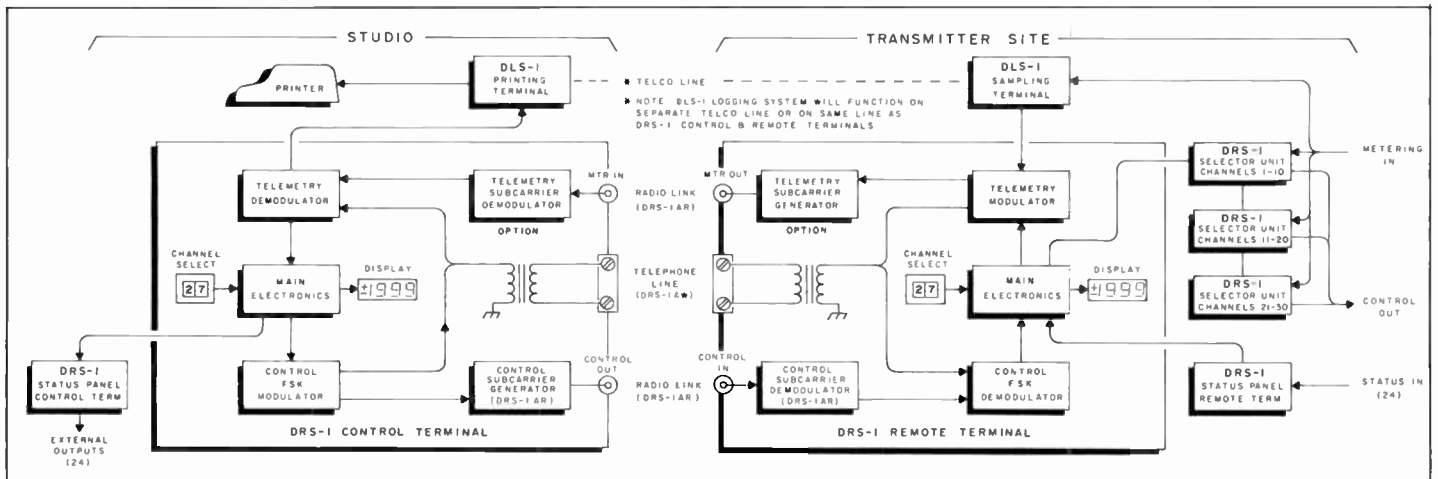 STUDIO
TRANSMITTER SITE
PRINTER
DLS-1
PRINTING
TERMINAL
* TELCO LINE
* NOTE: DLS-1 LOGGING SYSTEM WILL FUNCTION ON
SEPARATE TELCO LINE OR ON SAME LINE AS
DRS-1 CONTROL & REMOTE TERMINALS
DLS-1
SAMPLING
TERMINAL
TELEMETRY
DEMODULATOR
TELEMETRY
SUBCARRIER
DEMODULATOR
OPTION
MTR IN
RADIO LINK
(DRS-1AR)
MTR OUT
TELEMETRY
SUBCARRIER
GENERATOR
OPTION
TELEMETRY
MODULATOR
DRS-1
SELECTOR UNIT
CHANNELS 1-10
METERING
IN
DRS-1
SELECTOR UNIT
CHANNELS 11-20
DRS-1
SELECTOR UNIT
CHANNELS 21-30
CONTROL
OUT
CHANNEL
SELECT
27
MAIN
ELECTRONICS
DISPLAY
±1999
TELEPHONE
LINE
(DRS-1A*)
CHANNEL
SELECT
27
MAIN
ELECTRONICS
DISPLAY
±1999
DRS-1
STATUS PANEL
CONTROL TERM
EXTERNAL
OUTPUTS
(24)
CONTROL
FSK
MODULATOR
CONTROL
SUBCARRIER
GENERATOR
(DRS-1AR)
CONTROL
OUT
RADIO LINK
(DRS-1AR)
CONTROL
IN
CONTROL
SUBCARRIER
DEMODULATOR
(DRS-1AR)
CONTROL
FSK
DEMODULATOR
DRS-1
STATUS PANEL
REMOTE TERM
STATUS IN
(24)
DRS-1 CONTROL TERMINAL
DRS-1 REMOTE TERMINAL